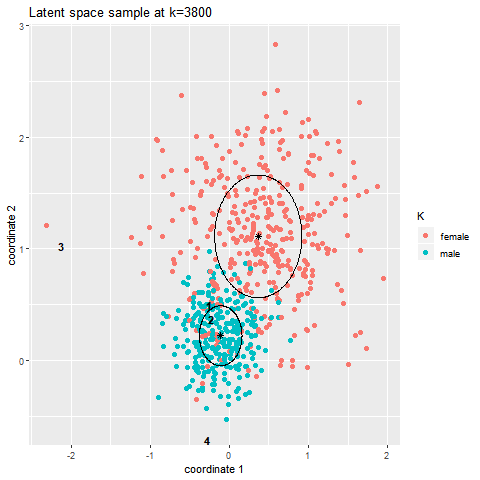 Latent space sample at k=3800
3
2
1
0
coordinate 2
3
1
2
4
-2
-1
0
1
2
coordinate 1
K
female
male